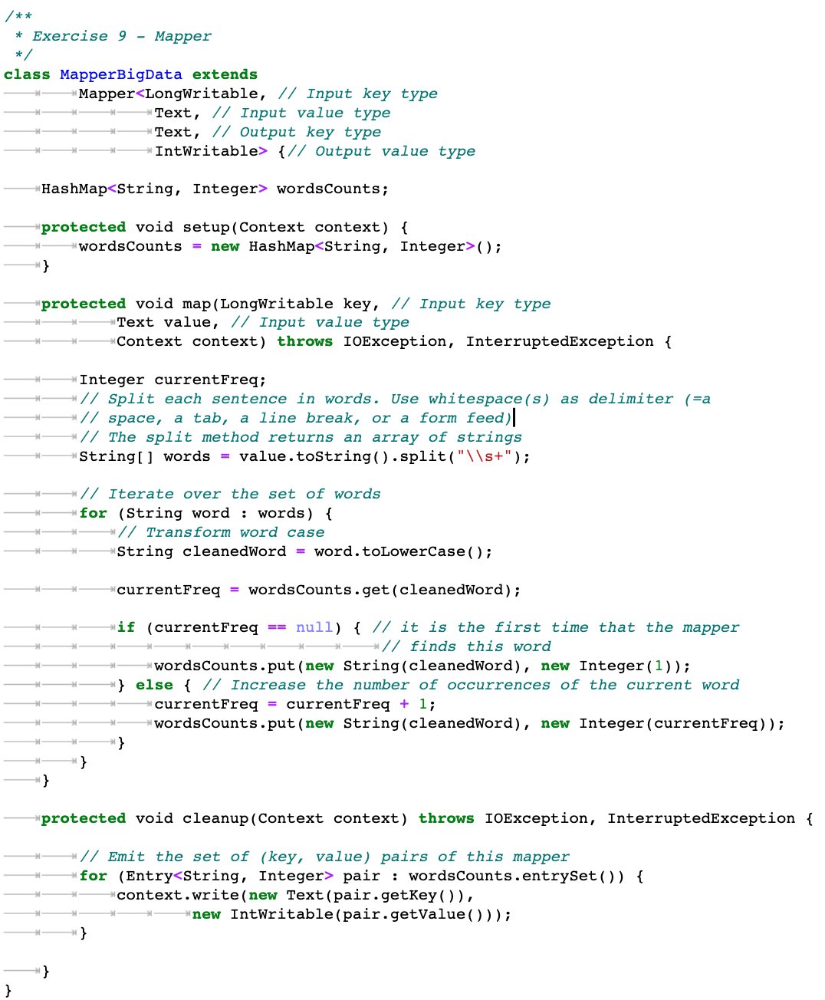 /**
 * Exercise 9 - Mapper
 */
class MapperBigData extends
		Mapper<LongWritable, // Input key type
				Text, // Input value type
				Text, // Output key type
				IntWritable> {// Output value type

	HashMap<String, Integer> wordsCounts;

	protected void setup(Context context) {
		wordsCounts = new HashMap<String, Integer>();
	}

	protected void map(LongWritable key, // Input key type
			Text value, // Input value type
			Context context) throws IOException, InterruptedException {

		Integer currentFreq;
		// Split each sentence in words. Use whitespace(s) as delimiter (=a
		// space, a tab, a line break, or a form feed)
		// The split method returns an array of strings
		String[] words = value.toString().split("\\s+");

		// Iterate over the set of words
		for (String word : words) {
			// Transform word case
			String cleanedWord = word.toLowerCase();

			currentFreq = wordsCounts.get(cleanedWord);

			if (currentFreq == null) { // it is the first time that the mapper
										// finds this word
				wordsCounts.put(new String(cleanedWord), new Integer(1));
			} else { // Increase the number of occurrences of the current word
				currentFreq = currentFreq + 1;
				wordsCounts.put(new String(cleanedWord), new Integer(currentFreq));
			}
		}
	}

	protected void cleanup(Context context) throws IOException, InterruptedException {

		// Emit the set of (key, value) pairs of this mapper
		for (Entry<String, Integer> pair : wordsCounts.entrySet()) {
			context.write(new Text(pair.getKey()),
					new IntWritable(pair.getValue()));
		}

	}
}